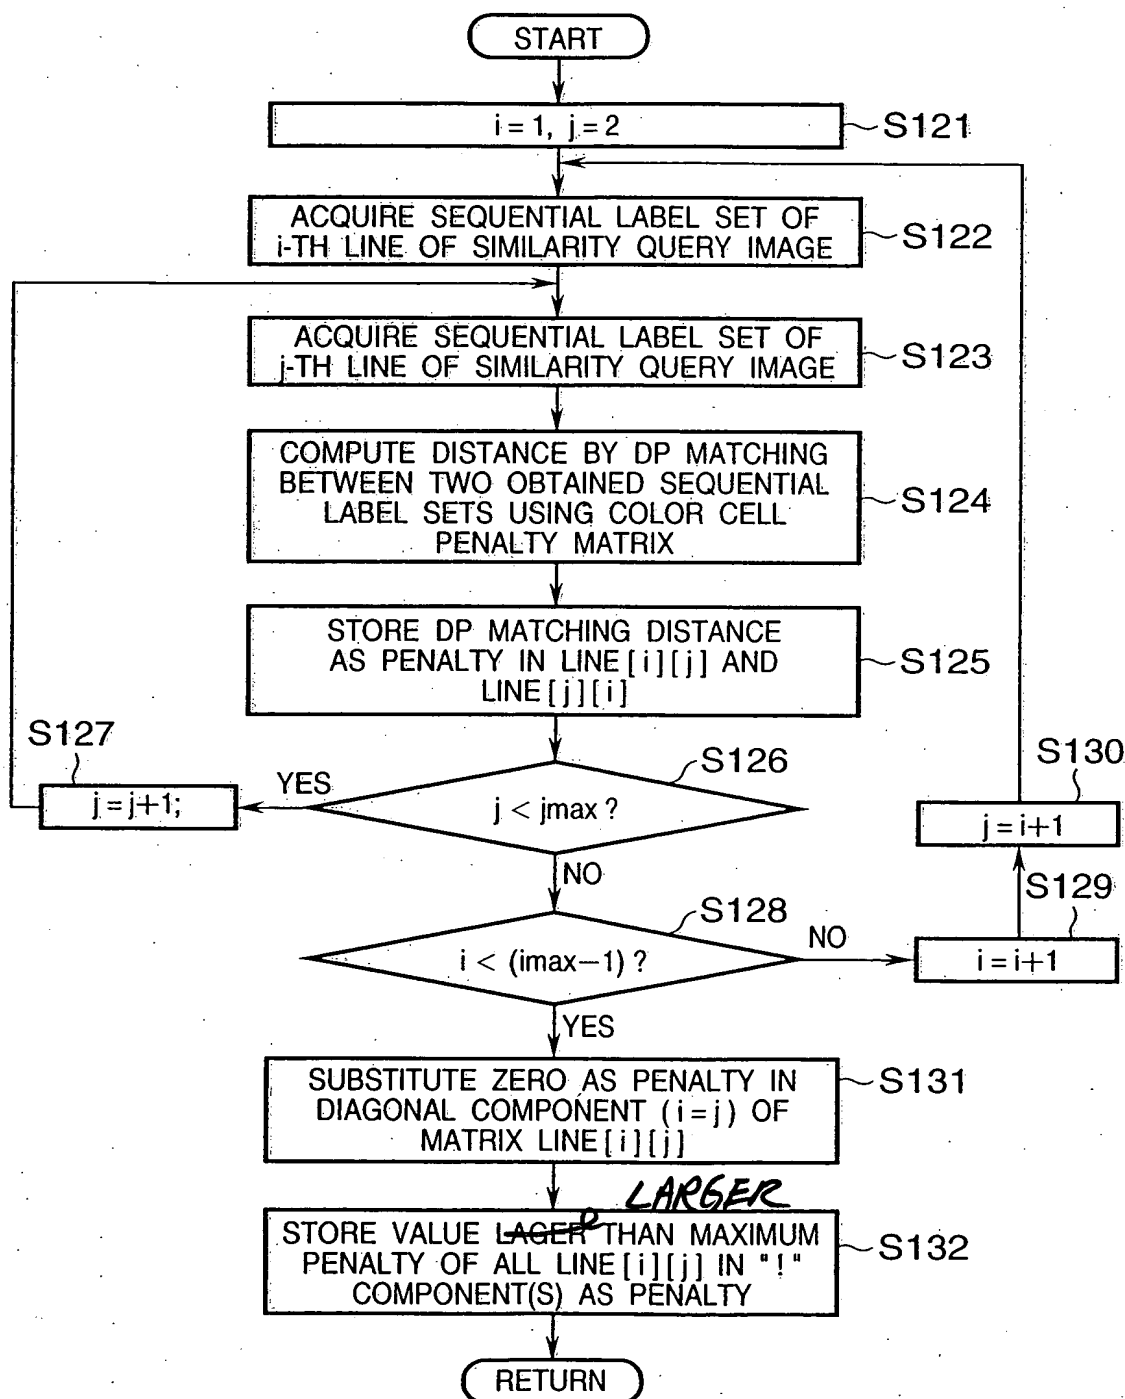 START
i = 1, j = 2
S121
ACQUIRE SEQUENTIAL LABEL SET OF
i-TH LINE OF SIMILARITY QUERY IMAGE
S122
ACQUIRE SEQUENTIAL LABEL SET OF
j-TH LINE OF SIMILARITY QUERY IMAGE
S123
COMPUTE DISTANCE BY DP MATCHING
BETWEEN TWO OBTAINED SEQUENTIAL
LABEL SETS USING COLOR CELL
PENALTY MATRIX
S124
STORE DP MATCHING DISTANCE
AS PENALTY IN LINE[i][j] AND
LINE[j][i]
S125
S126
j < jmax ?
YES
S127
j = j+1;
NO
S128
i < (imax−1) ?
NO
S129
i = i+1
S130
j = i+1
YES
SUBSTITUTE ZERO AS PENALTY IN
DIAGONAL COMPONENT (i = j) OF
MATRIX LINE[i][j]
S131
LARGER
STORE VALUE LAGER THAN MAXIMUM
PENALTY OF ALL LINE[i][j] IN "!"
COMPONENT(S) AS PENALTY
S132
RETURN